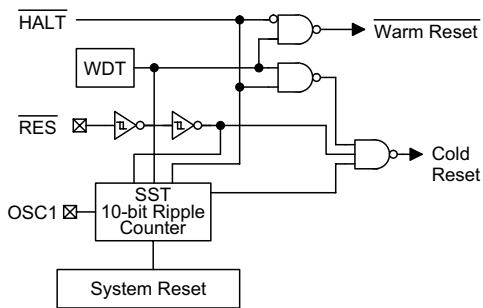 HALT
Warm Reset
WDT
RES
Cold
Reset
SST
10-bit Ripple
Counter
OSC1
System Reset